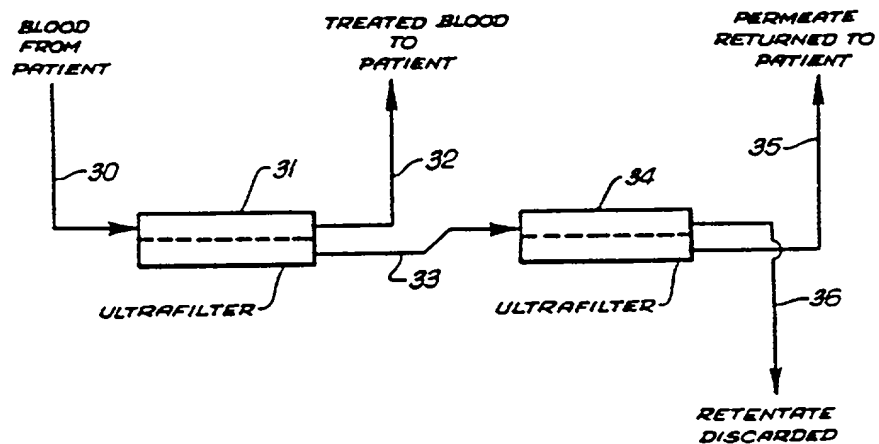 BLOOD
FROM
PATIENT
TREATED BLOOD
TO
PATIENT
PERMEATE
RETURNED TO
PATIENT
30
31
32
34
35
33
36
ULTRAFILTER
ULTRAFILTER
RETENTATE
DISCARDED